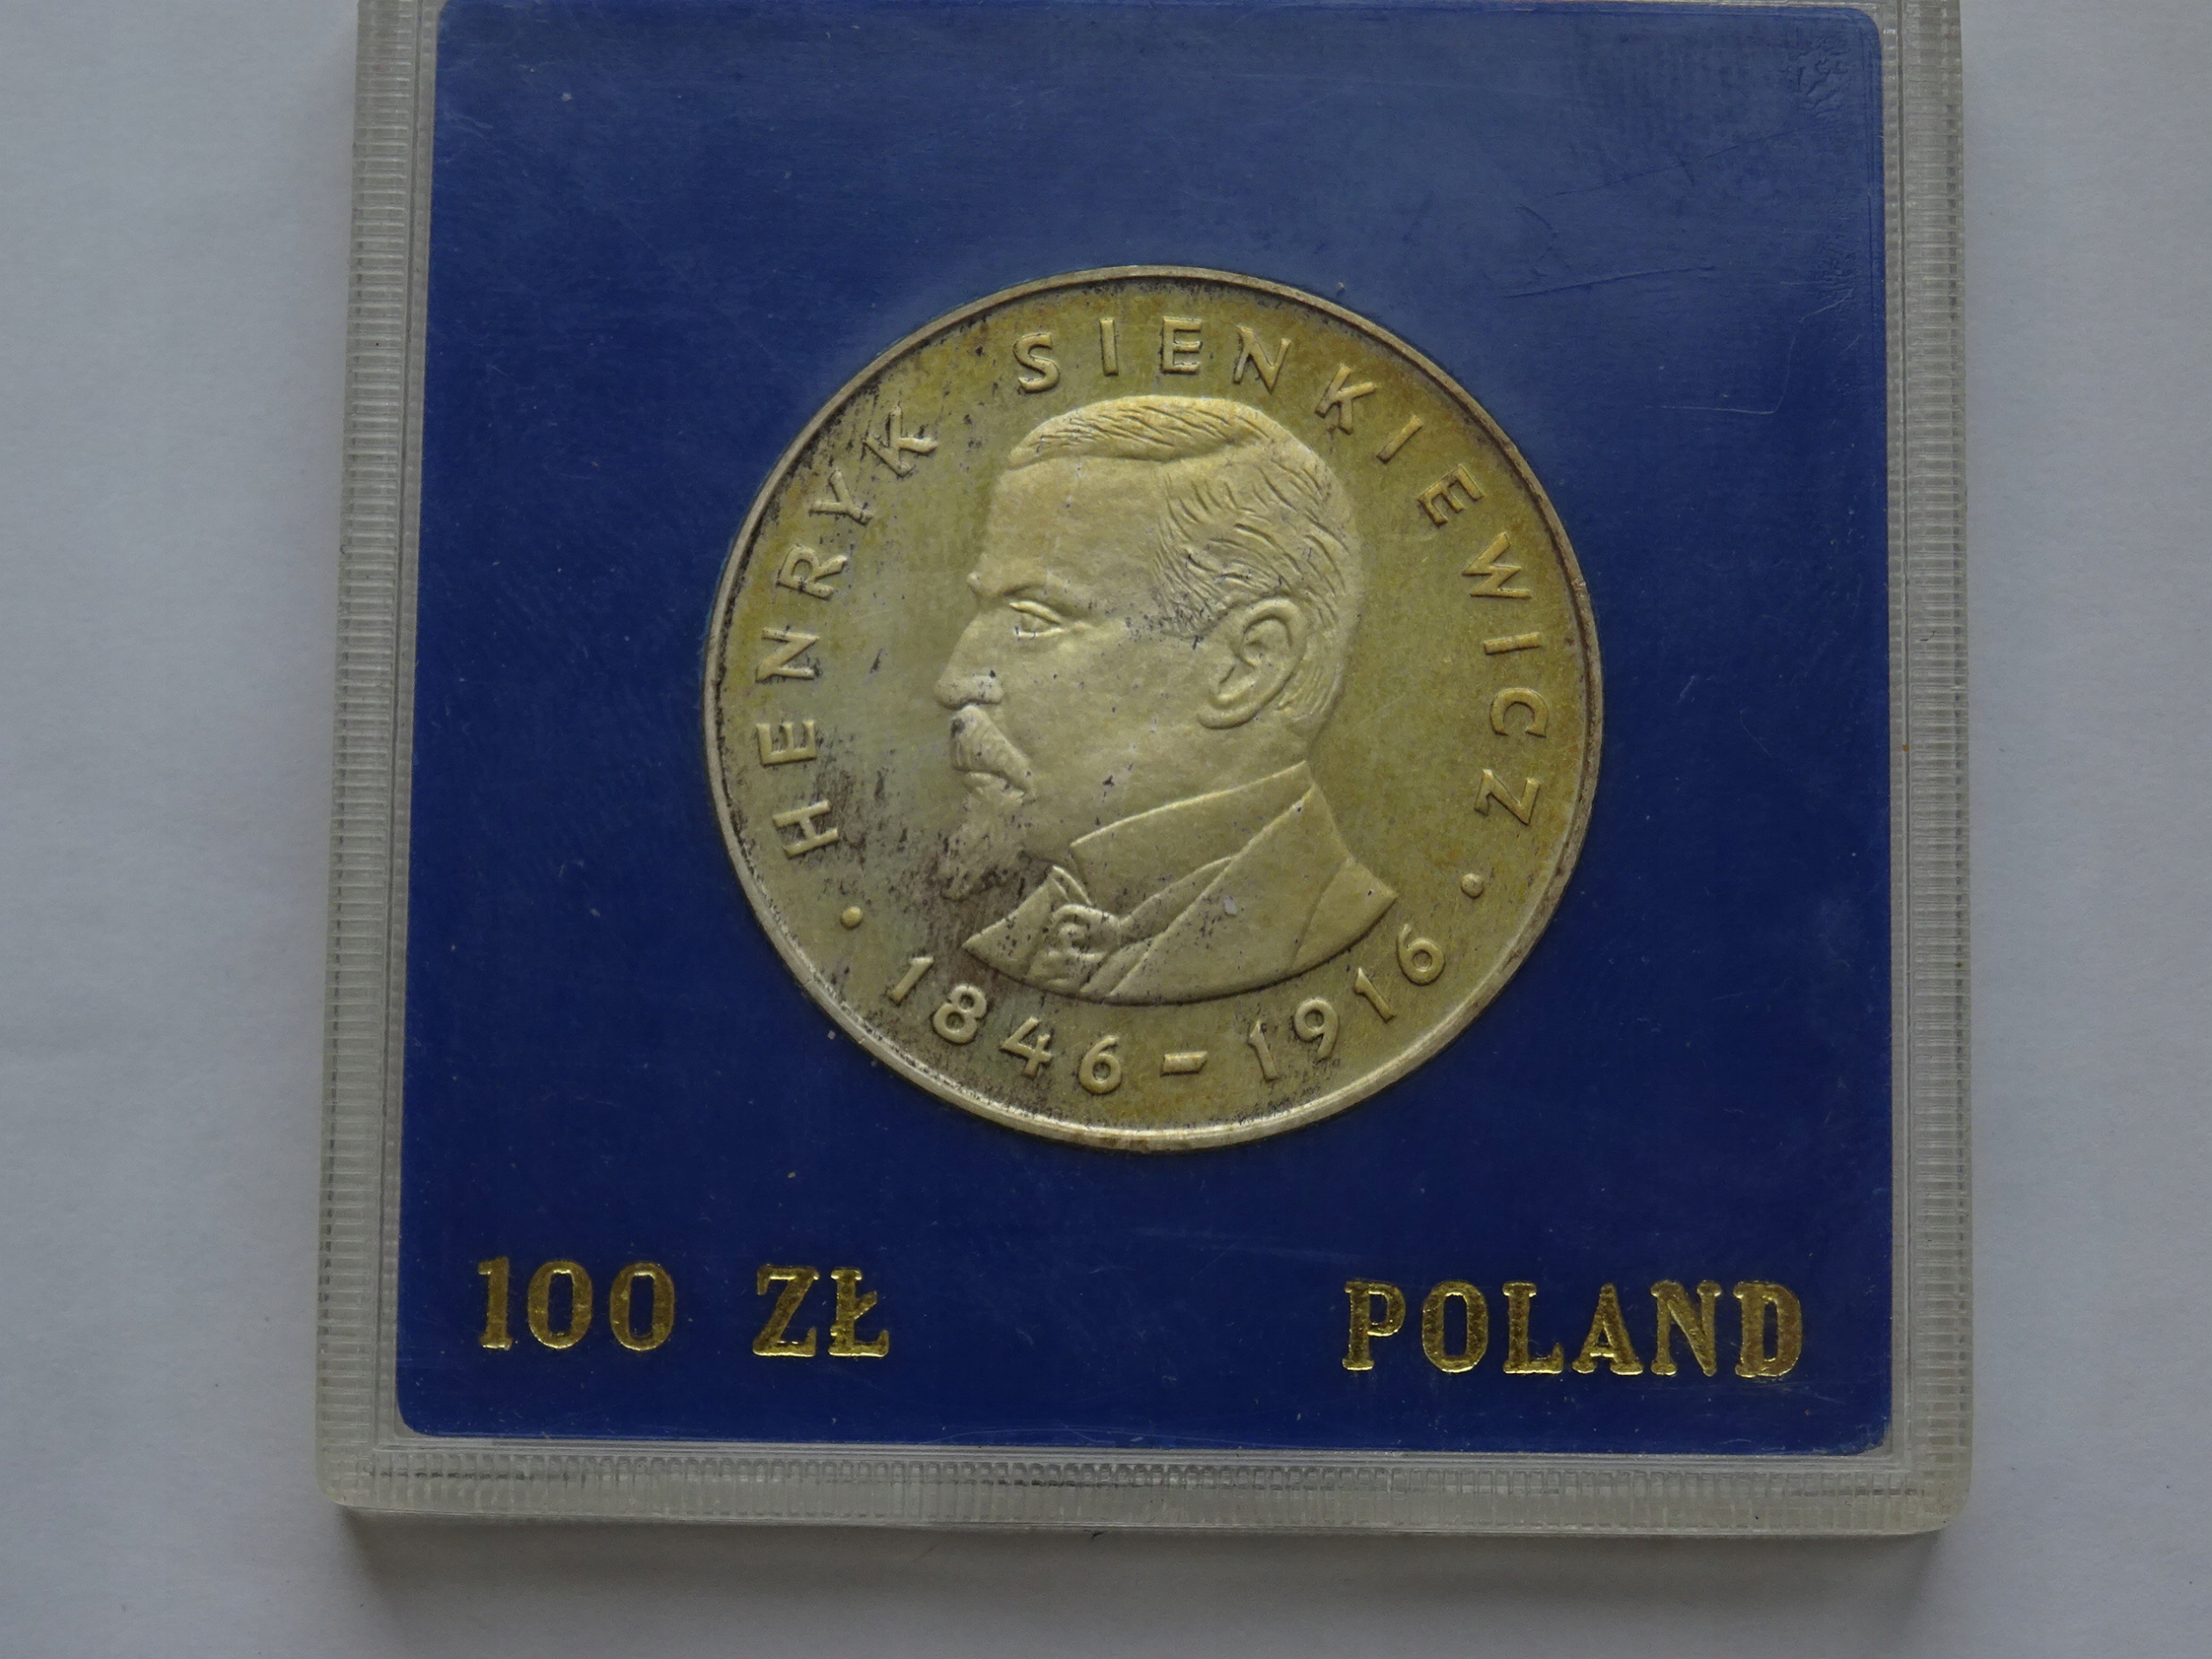 HENRYK SIENKIEWICZ
· 1846-1916 ·
100 ZŁ
POLAND